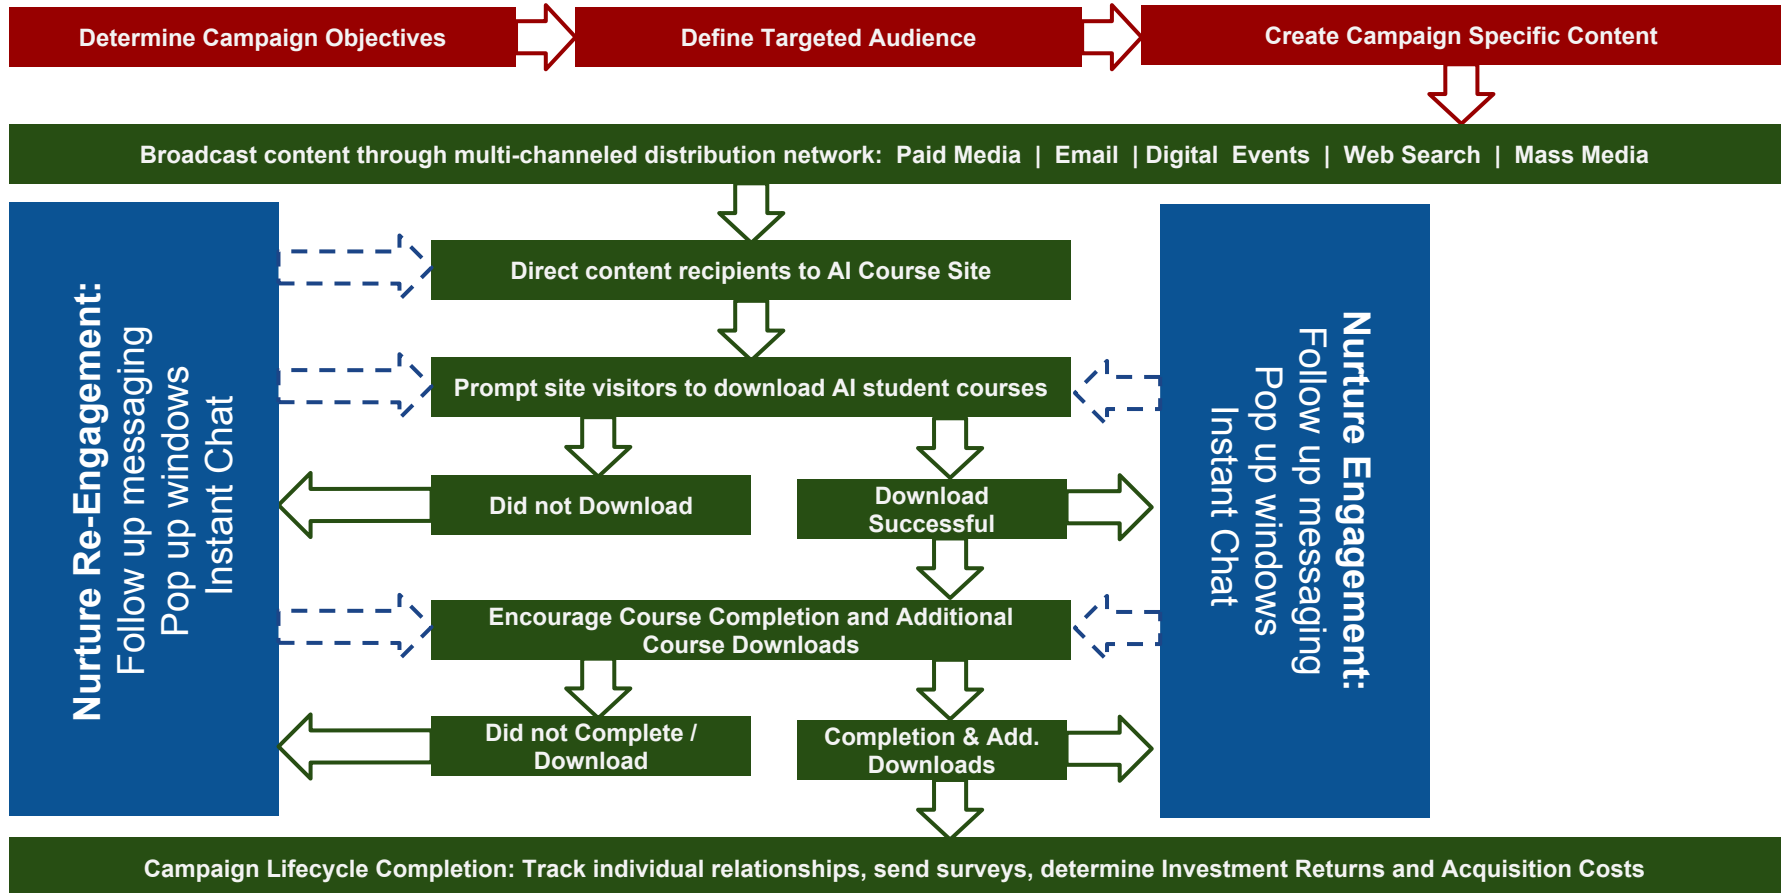 Determine Campaign Objectives
Define Targeted Audience
Create Campaign Specific Content
Broadcast content through multi-channeled distribution network:  Paid Media  |  Email  | Digital  Events  |  Web Search  |  Mass Media
Nurture Re-Engagement:
Follow up messaging
Pop up windows
Instant Chat
Direct content recipients to AI Course Site
Prompt site visitors to download AI student courses
Did not Download
Download
Successful
Encourage Course Completion and Additional
Course Downloads
Did not Complete /
Download
Completion & Add.
Downloads
Nurture Engagement:
Follow up messaging
Pop up windows
Instant Chat
Campaign Lifecycle Completion: Track individual relationships, send surveys, determine Investment Returns and Acquisition Costs